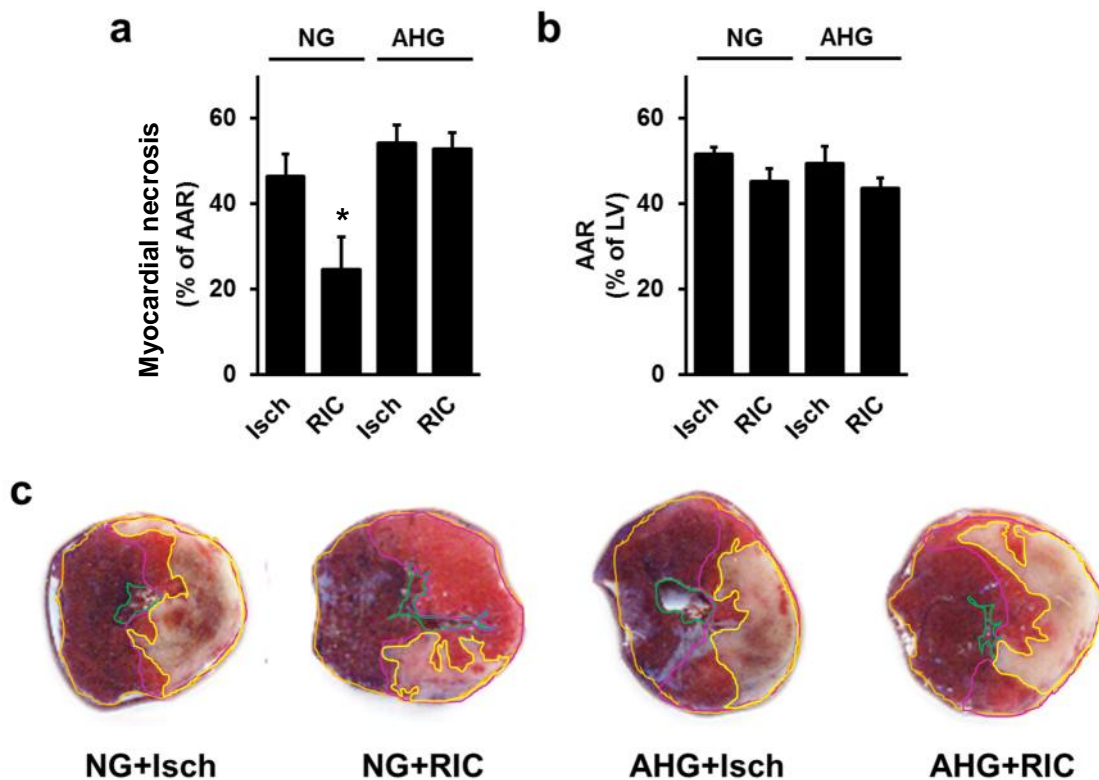 a
NG AHG
Myocardial necrosis
(% of AAR)
60
40
20
0
*
Isch RIC Isch RIC
b
NG AHG
AAR
(% of LV)
60
40
20
0
Isch RIC Isch RIC
c
NG+Isch NG+RIC AHG+Isch AHG+RIC